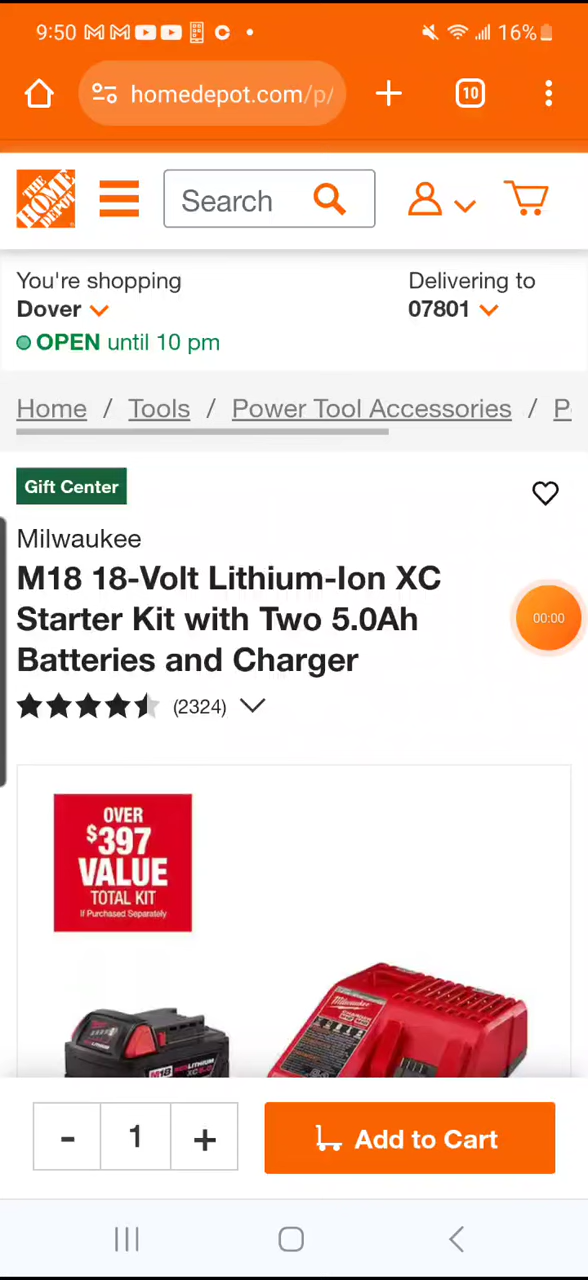 9:50
16%
homedepot.com/p/
10
THE HOME DEPOT
Search
You're shopping
Delivering to
Dover
07801
OPEN until 10 pm
Home / Tools / Power Tool Accessories / P
Gift Center
Milwaukee
M18 18-Volt Lithium-Ion XC
Starter Kit with Two 5.0Ah
Batteries and Charger
00:00
(2324)
OVER
$397
VALUE
TOTAL KIT
If Purchased Separately
Milwaukee
M18
- 1 +
Add to Cart